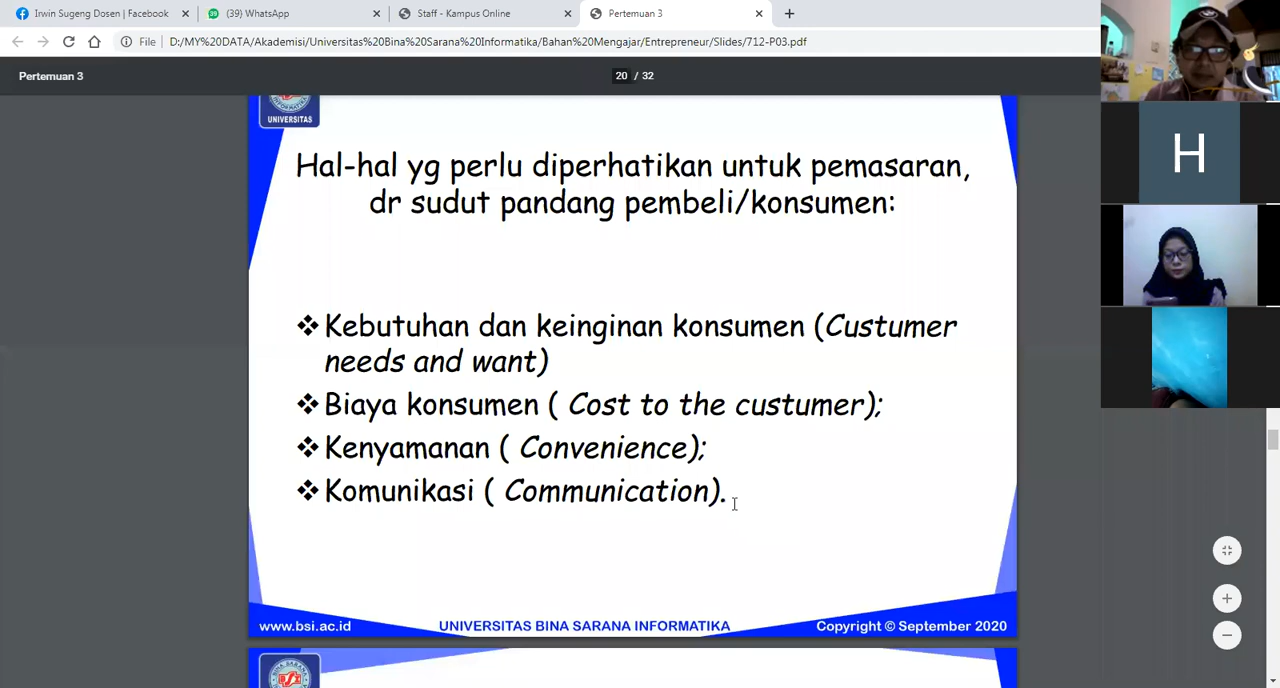 Irwin Sugeng Dosen | Facebook
(39) WhatsApp
Staff - Kampus Online
Pertemuan 3
File D:/MY%20DATA/Akademisi/Universitas%20Bina%20Sarana%20Informatika/Bahan%20Mengajar/Entrepreneur/Slides/712-P03.pdf
Pertemuan 3
20 / 32
UNIVERSITAS
Hal-hal yg perlu diperhatikan untuk pemasaran,
dr sudut pandang pembeli/konsumen:
❖Kebutuhan dan keinginan konsumen (Custumer
needs and want)
❖Biaya konsumen ( Cost to the custumer);
❖Kenyamanan ( Convenience);
❖Komunikasi ( Communication).
www.bsi.ac.id
UNIVERSITAS BINA SARANA INFORMATIKA
Copyright © September 2020
BINA SARANA
BSI
H